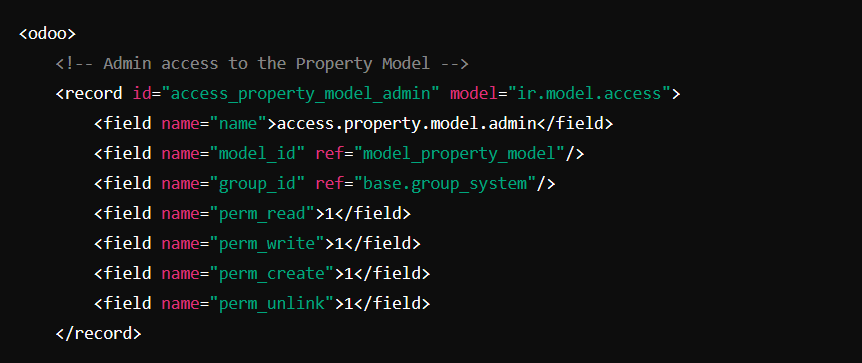 <odoo>
<!-- Admin access to the Property Model -->
<record id="access_property_model_admin" model="ir.model.access">
<field name="name">access.property.model.admin</field>
<field name="model_id" ref="model_property_model"/>
<field name="group_id" ref="base.group_system"/>
<field name="perm_read">1</field>
<field name="perm_write">1</field>
<field name="perm_create">1</field>
<field name="perm_unlink">1</field>
</record>